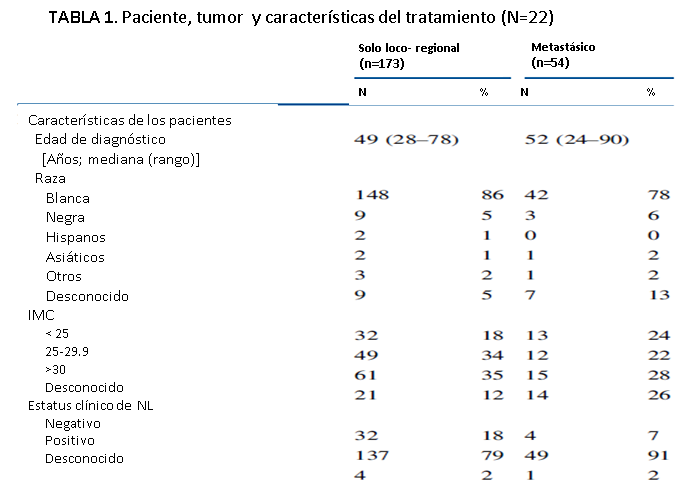 TABLA 1. Paciente, tumor y características del tratamiento (N=22)
Solo loco- regional Metastásico
(n=173) (n=54)
N % N %
Características de los pacientes
Edad de diagnóstico 49 (28–78) 52 (24–90)
[Años; mediana (rango)]
Raza
Blanca 148 86 42 78
Negra 9 5 3 6
Hispanos 2 1 0 0
Asiáticos 2 1 1 2
Otros 3 2 1 2
Desconocido 9 5 7 13
IMC
< 25 32 18 13 24
25-29.9 49 34 12 22
>30 61 35 15 28
Desconocido 21 12 14 26
Estatus clínico de NL
Negativo 32 18 4 7
Positivo 137 79 49 91
Desconocido 4 2 1 2